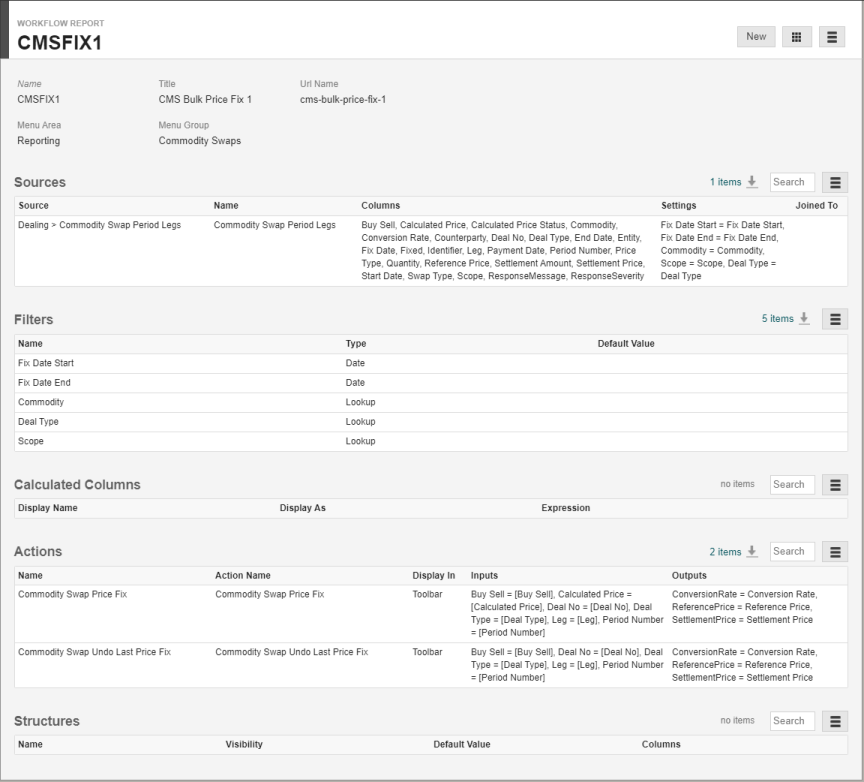 WORKFLOW REPORT
CMSFIX1
New
Name Title Url Name
CMSFIX1 CMS Bulk Price Fix 1 cms-bulk-price-fix-1
Menu Area Menu Group
Reporting Commodity Swaps
Sources 1 items Search
Source Name Columns Settings Joined To
Dealing > Commodity Swap Period Legs Commodity Swap Period Legs Buy Sell, Calculated Price, Calculated Price Status, Commodity, Fix Date Start = Fix Date Start,
Conversion Rate, Counterparty, Deal No, Deal Type, End Date, Entity, Fix Date End = Fix Date End,
Fix Date, Fixed, Identifier, Leg, Payment Date, Period Number, Price Commodity = Commodity,
Type, Quantity, Reference Price, Settlement Amount, Settlement Price, Scope = Scope, Deal Type =
Start Date, Swap Type, Scope, ResponseMessage, ResponseSeverity Deal Type
Filters 5 items
Name Type Default Value
Fix Date Start Date
Fix Date End Date
Commodity Lookup
Deal Type Lookup
Scope Lookup
Calculated Columns no items Search
Display Name Display As Expression
Actions 2 items Search
Name Action Name Display In Inputs Outputs
Commodity Swap Price Fix Commodity Swap Price Fix Toolbar Buy Sell = [Buy Sell], Calculated Price = ConversionRate = Conversion Rate,
[Calculated Price], Deal No = [Deal No], Deal ReferencePrice = Reference Price,
Type = [Deal Type], Leg = [Leg], Period Number SettlementPrice = Settlement Price
= [Period Number]
Commodity Swap Undo Last Price Fix Commodity Swap Undo Last Price Fix Toolbar Buy Sell = [Buy Sell], Deal No = [Deal No], Deal ConversionRate = Conversion Rate,
Type = [Deal Type], Leg = [Leg], Period Number ReferencePrice = Reference Price,
= [Period Number] SettlementPrice = Settlement Price
Structures no items Search
Name Visibility Default Value Columns